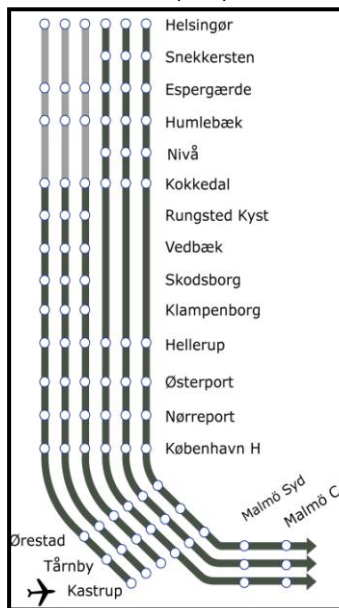 Helsingør
Snekkersten
Espergærde
Humlebæk
Nivå
Kokkedal
Rungsted Kyst
Vedbæk
Skodsborg
Klampenborg
Hellerup
Østerport
Nørreport
København H
Malmö Syd
Malmö C
Ørestad
Tårnby
Kastrup